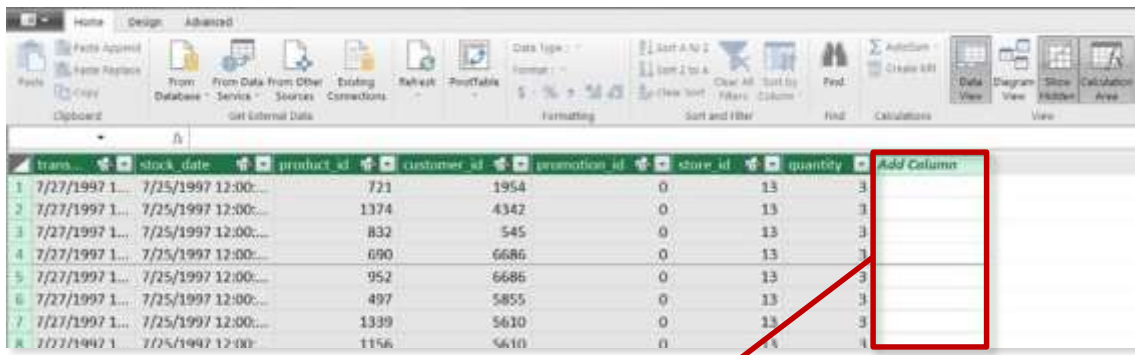 Home Design Advanced
Paste Paste Append Paste Replace Copy From Database From Data Service From Other Sources Existing Connections Refresh PivotTable Data Type : Format : $ % Sort A to Z Sort Z to A Clear Sort Clear All Filters Sort by Column Find AutoSum Create KPI Data View Diagram View Show Hidden Calculation Area
Clipboard Get External Data Formatting Sort and Filter Find Calculations View
fx
trans... stock_date product_id customer_id promotion_id store_id quantity Add Column
1 7/27/1997 1... 7/25/1997 12:00:... 721 1954 0 13 3
2 7/27/1997 1... 7/25/1997 12:00:... 1374 4342 0 13 3
3 7/27/1997 1... 7/25/1997 12:00:... 832 545 0 13 3
4 7/27/1997 1... 7/25/1997 12:00:... 690 6686 0 13 3
5 7/27/1997 1... 7/25/1997 12:00:... 952 6686 0 13 3
6 7/27/1997 1... 7/25/1997 12:00:... 497 5855 0 13 3
7 7/27/1997 1... 7/25/1997 12:00:... 1339 5610 0 13 3
8 7/27/1997 1 7/25/1997 12:00: 1156 5610 0 13